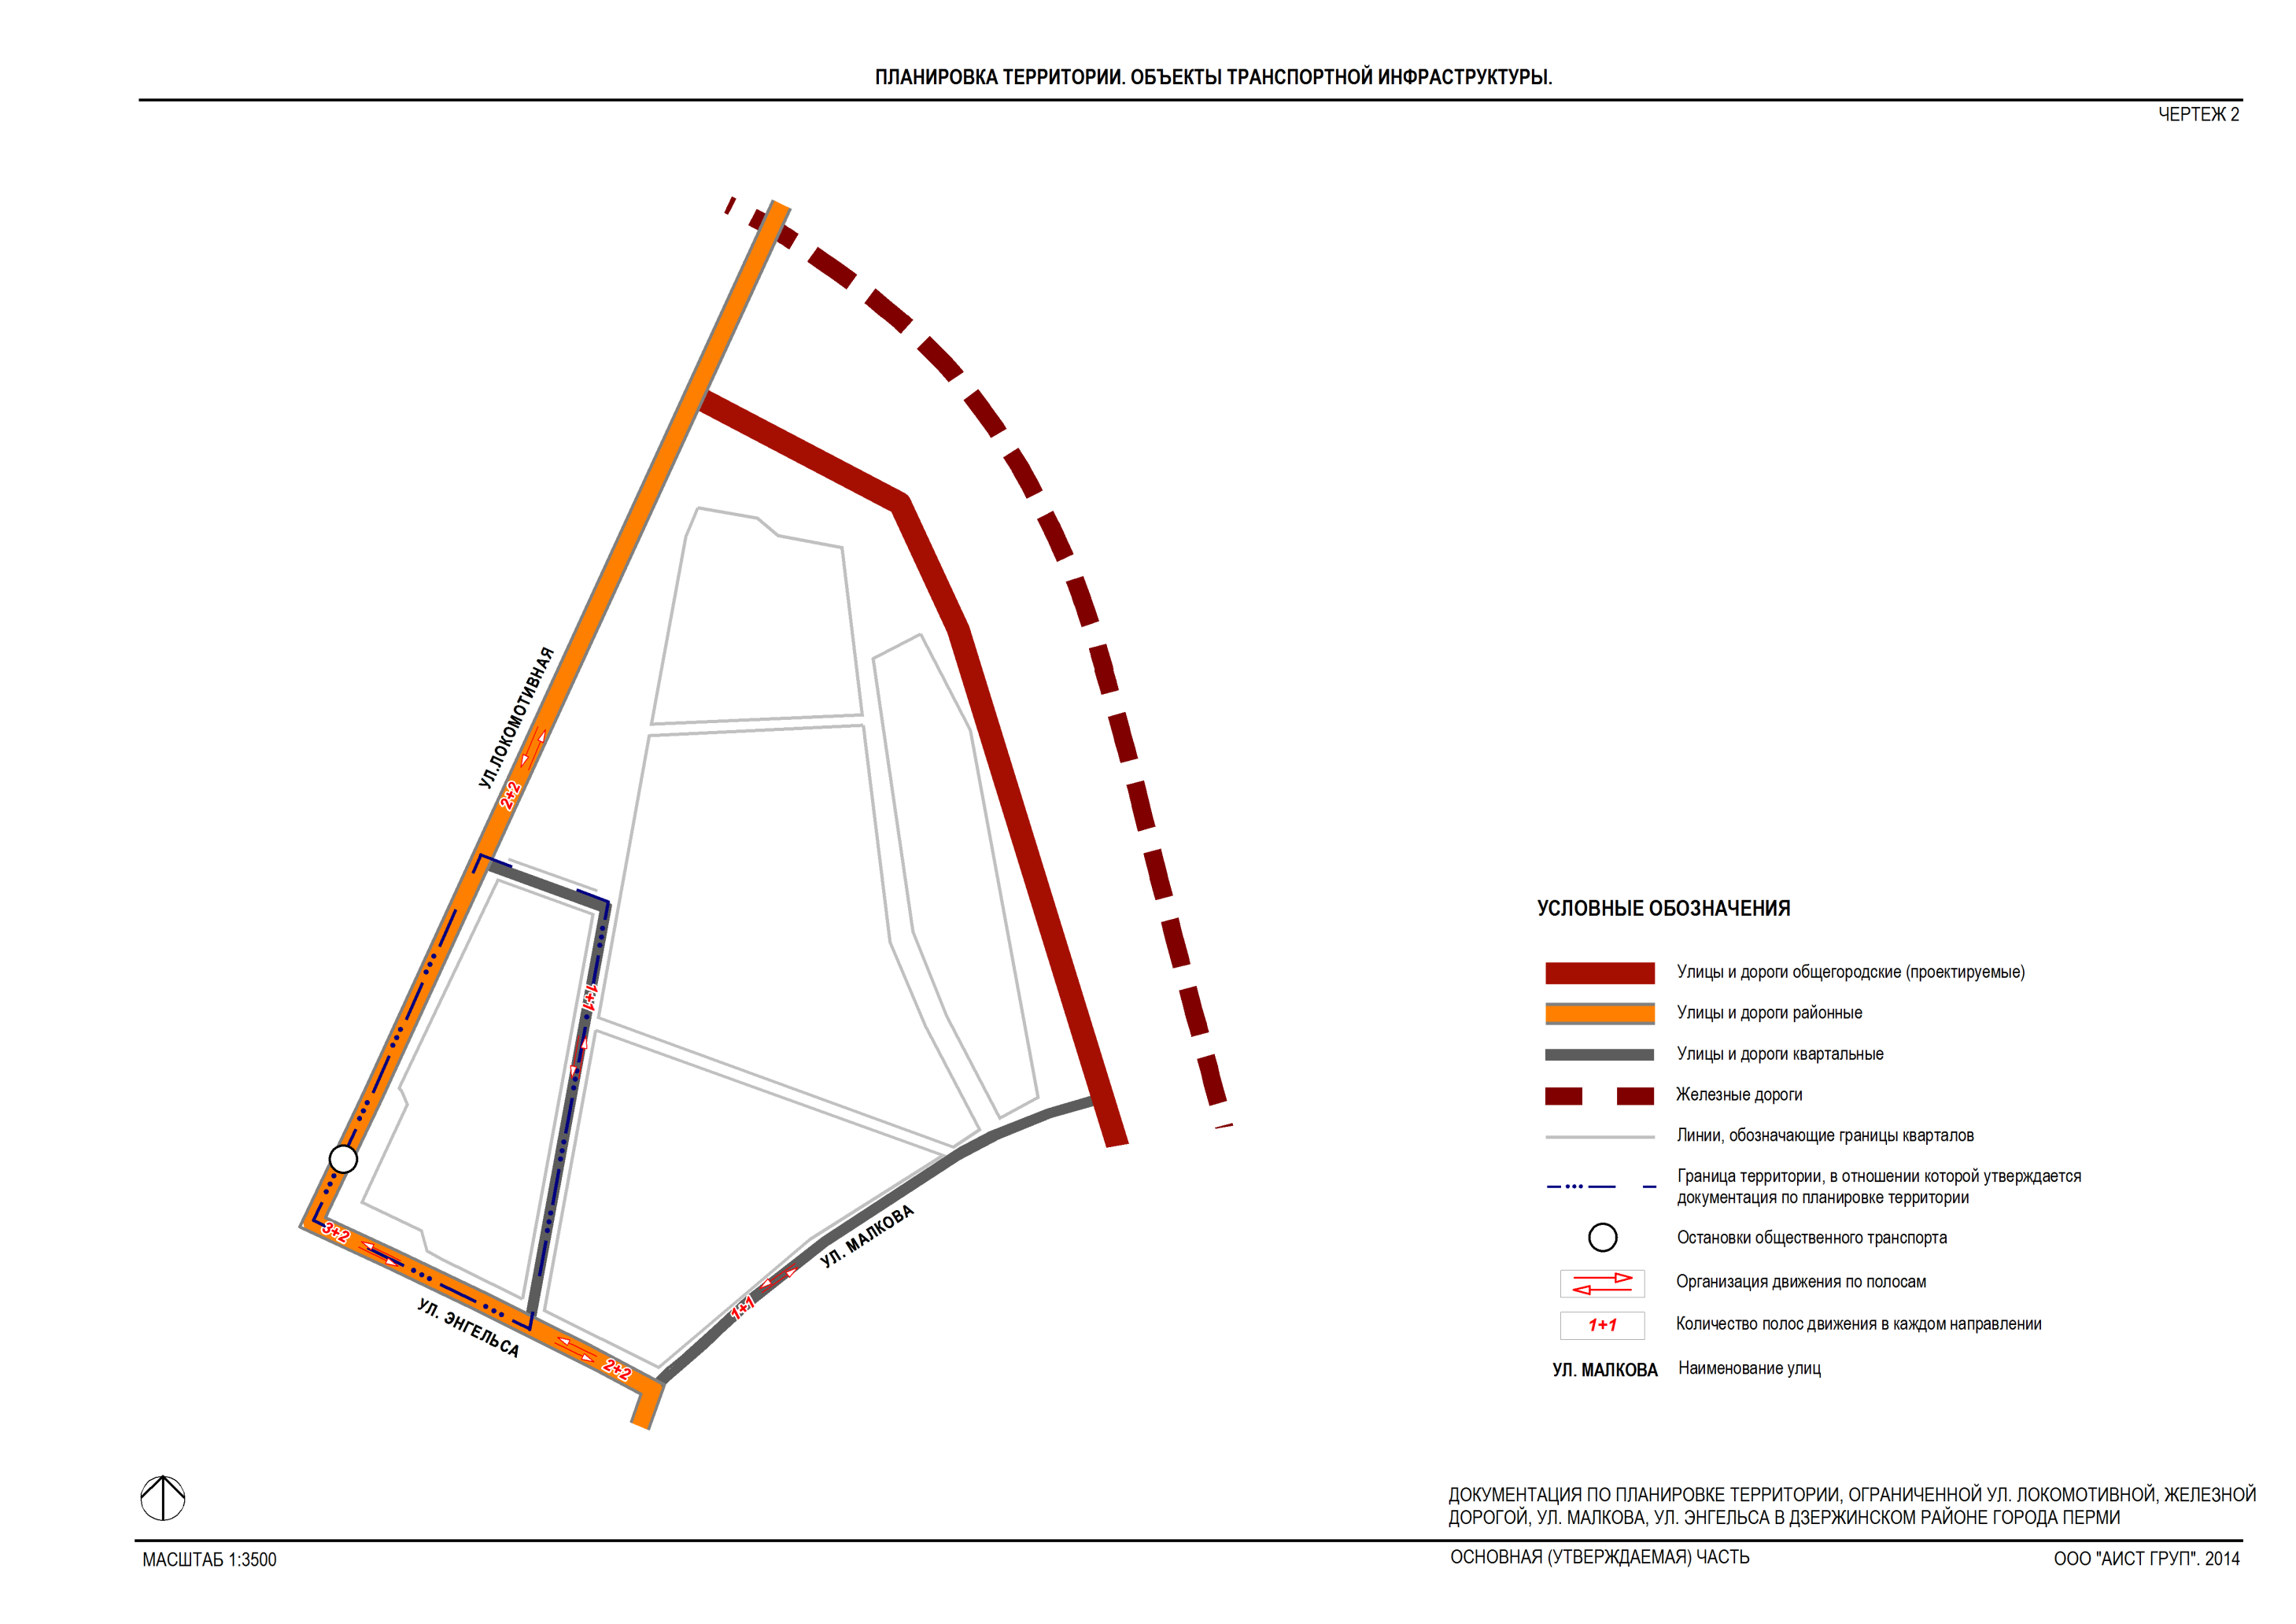 ПЛАНИРОВКА ТЕРРИТОРИИ. ОБЪЕКТЫ ТРАНСПОРТНОЙ ИНФРАСТРУКТУРЫ.
ЧЕРТЕЖ 2
УЛ.ЛОКОМОТИВНАЯ
2+2
1+1
3+2
УЛ. ЭНГЕЛЬСА
2+2
1+1
УЛ. МАЛКОВА
УСЛОВНЫЕ ОБОЗНАЧЕНИЯ
Улицы и дороги общегородские (проектируемые)
Улицы и дороги районные
Улицы и дороги квартальные
Железные дороги
Линии, обозначающие границы кварталов
Граница территории, в отношении которой утверждается
документация по планировке территории
Остановки общественного транспорта
Организация движения по полосам
1+1 Количество полос движения в каждом направлении
УЛ. МАЛКОВА Наименование улиц
ДОКУМЕНТАЦИЯ ПО ПЛАНИРОВКЕ ТЕРРИТОРИИ, ОГРАНИЧЕННОЙ УЛ. ЛОКОМОТИВНОЙ, ЖЕЛЕЗНОЙ
ДОРОГОЙ, УЛ. МАЛКОВА, УЛ. ЭНГЕЛЬСА В ДЗЕРЖИНСКОМ РАЙОНЕ ГОРОДА ПЕРМИ
МАСШТАБ 1:3500
ОСНОВНАЯ (УТВЕРЖДАЕМАЯ) ЧАСТЬ
ООО "АИСТ ГРУП". 2014